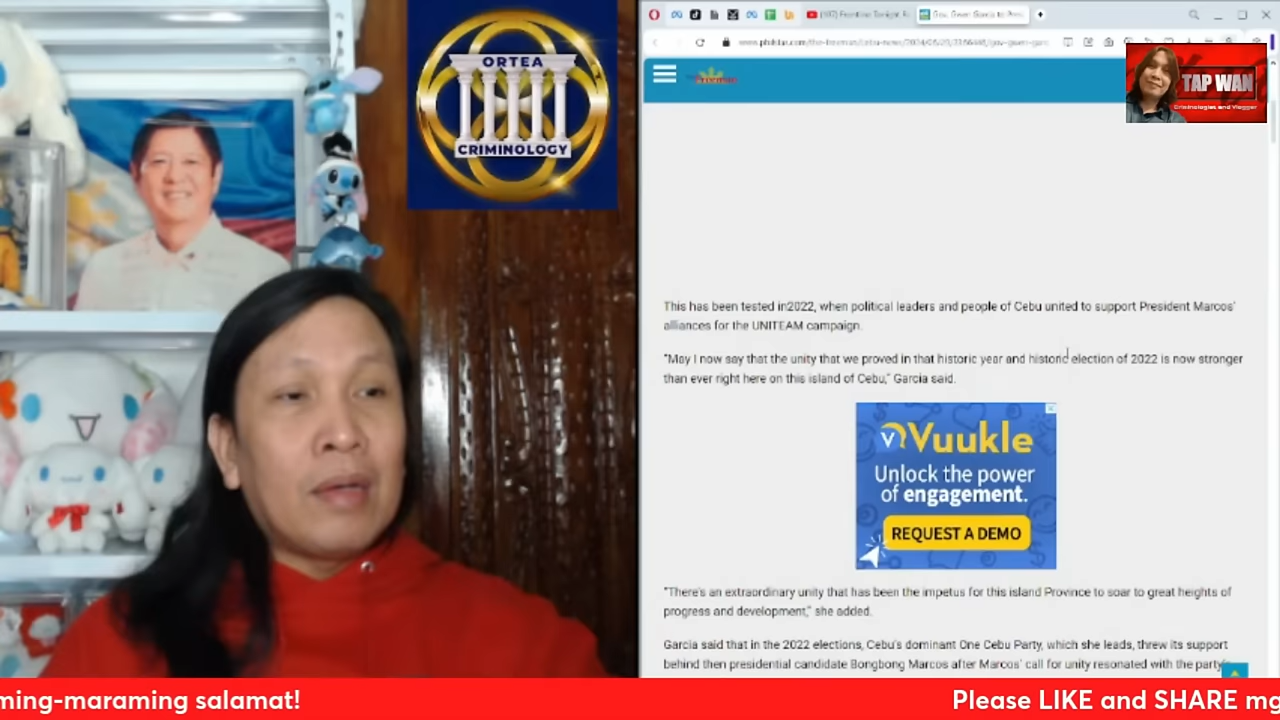 ORTEA
CRIMINOLOGY
TAP WAN
Criminologist and Vlogger
This has been tested in2022, when political leaders and people of Cebu united to support President Marcos'
alliances for the UNITEAM campaign.
"May I now say that the unity that we proved in that historic year and historic election of 2022 is now stronger
than ever right here on this island of Cebu," Garcia said.
Vuukle
Unlock the power
of engagement.
REQUEST A DEMO
"There's an extraordinary unity that has been the impetus for this island Province to soar to great heights of
progress and development," she added.
Garcia said that in the 2022 elections, Cebu's dominant One Cebu Party, which she leads, threw its support
behind then presidential candidate Bongbong Marcos after Marcos' call for unity resonated with the party's
ming-maraming salamat!
Please LIKE and SHARE mg